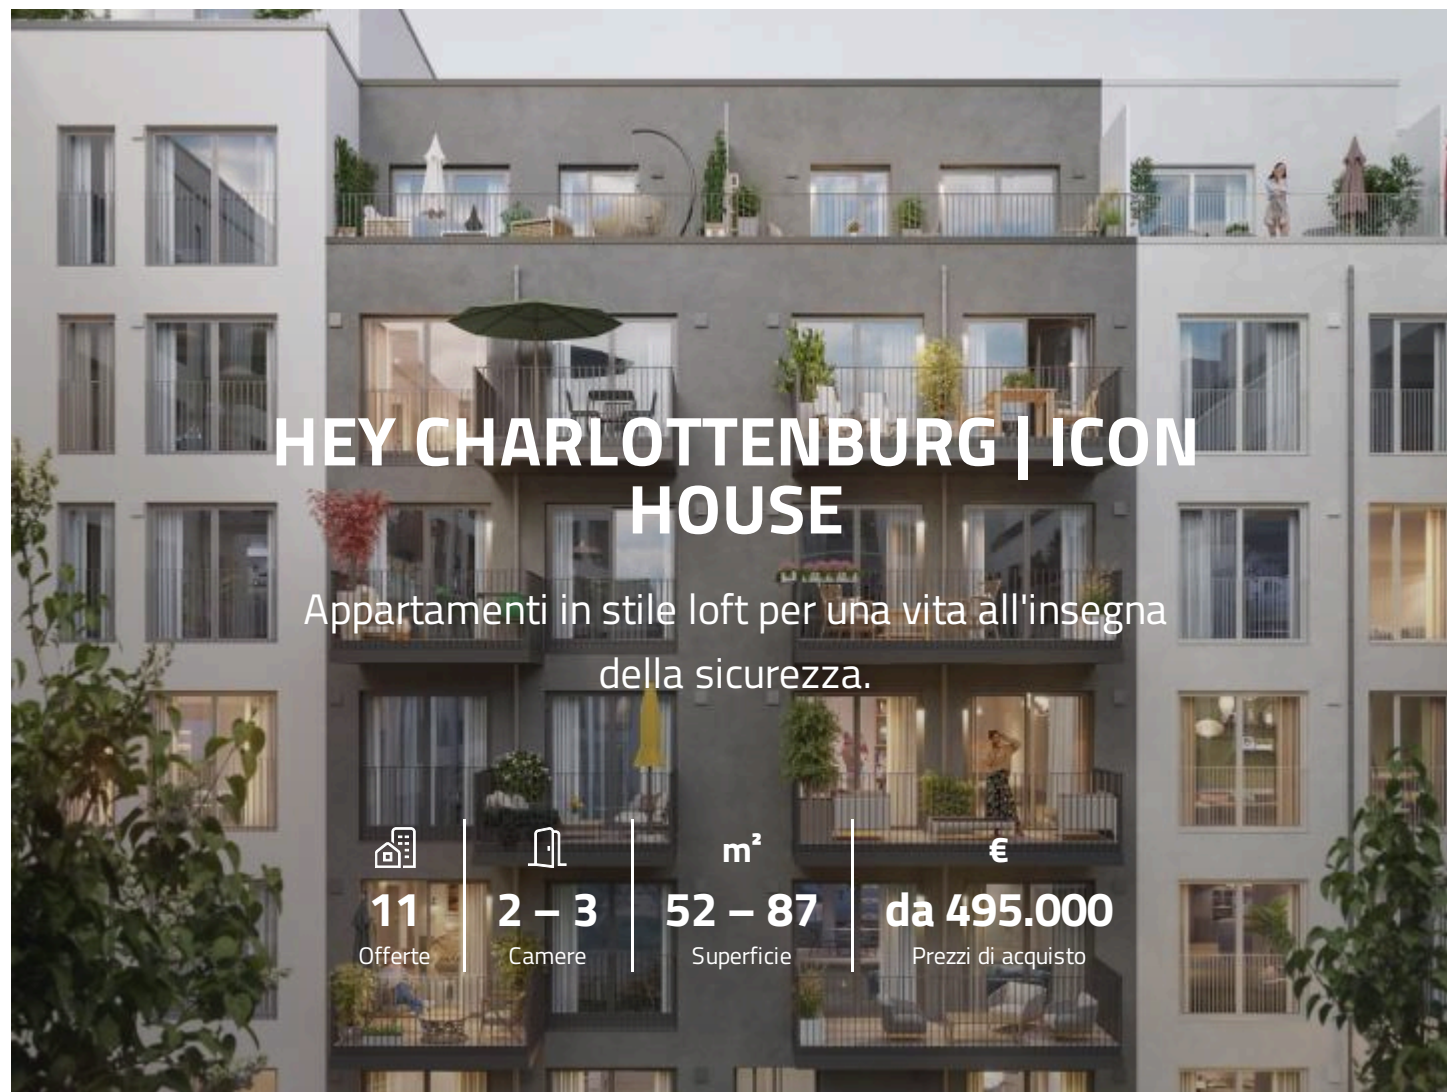 HEY CHARLOTTENBURG | ICON
HOUSE
Appartamenti in stile loft per una vita all'insegna
della sicurezza.
m²
€
11
2 – 3
52 – 87
da 495.000
Offerte
Camere
Superficie
Prezzi di acquisto